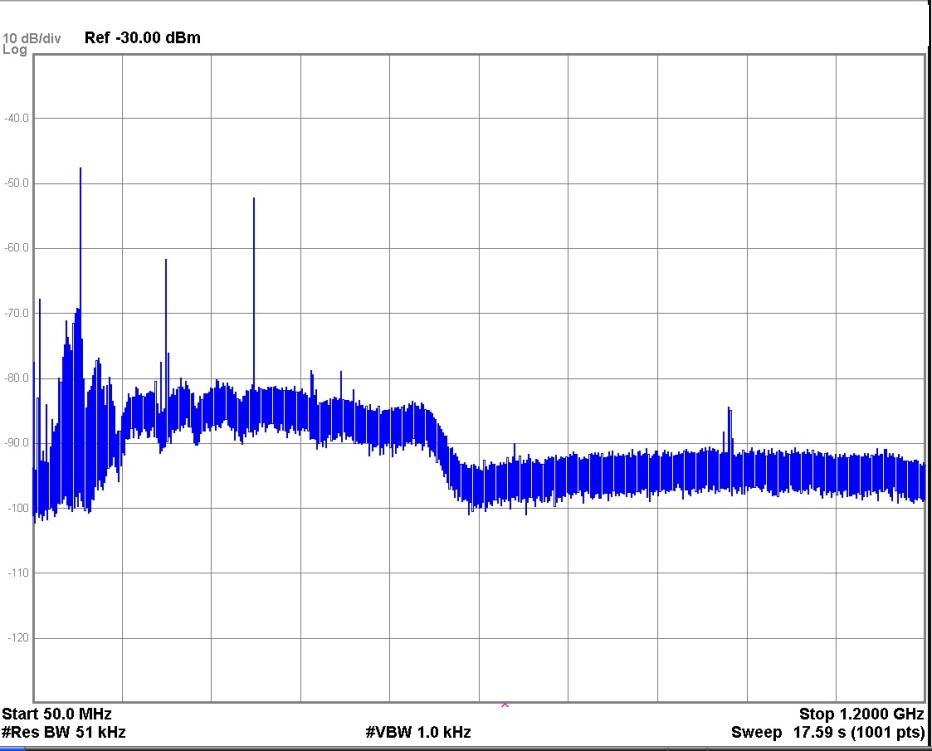 10 dB/div Ref -30.00 dBm
Log
-40.0
-50.0
-60.0
-70.0
-80.0
-90.0
-100
-110
-120
Start 50.0 MHz Stop 1.2000 GHz
#Res BW 51 kHz #VBW 1.0 kHz Sweep 17.59 s (1001 pts)